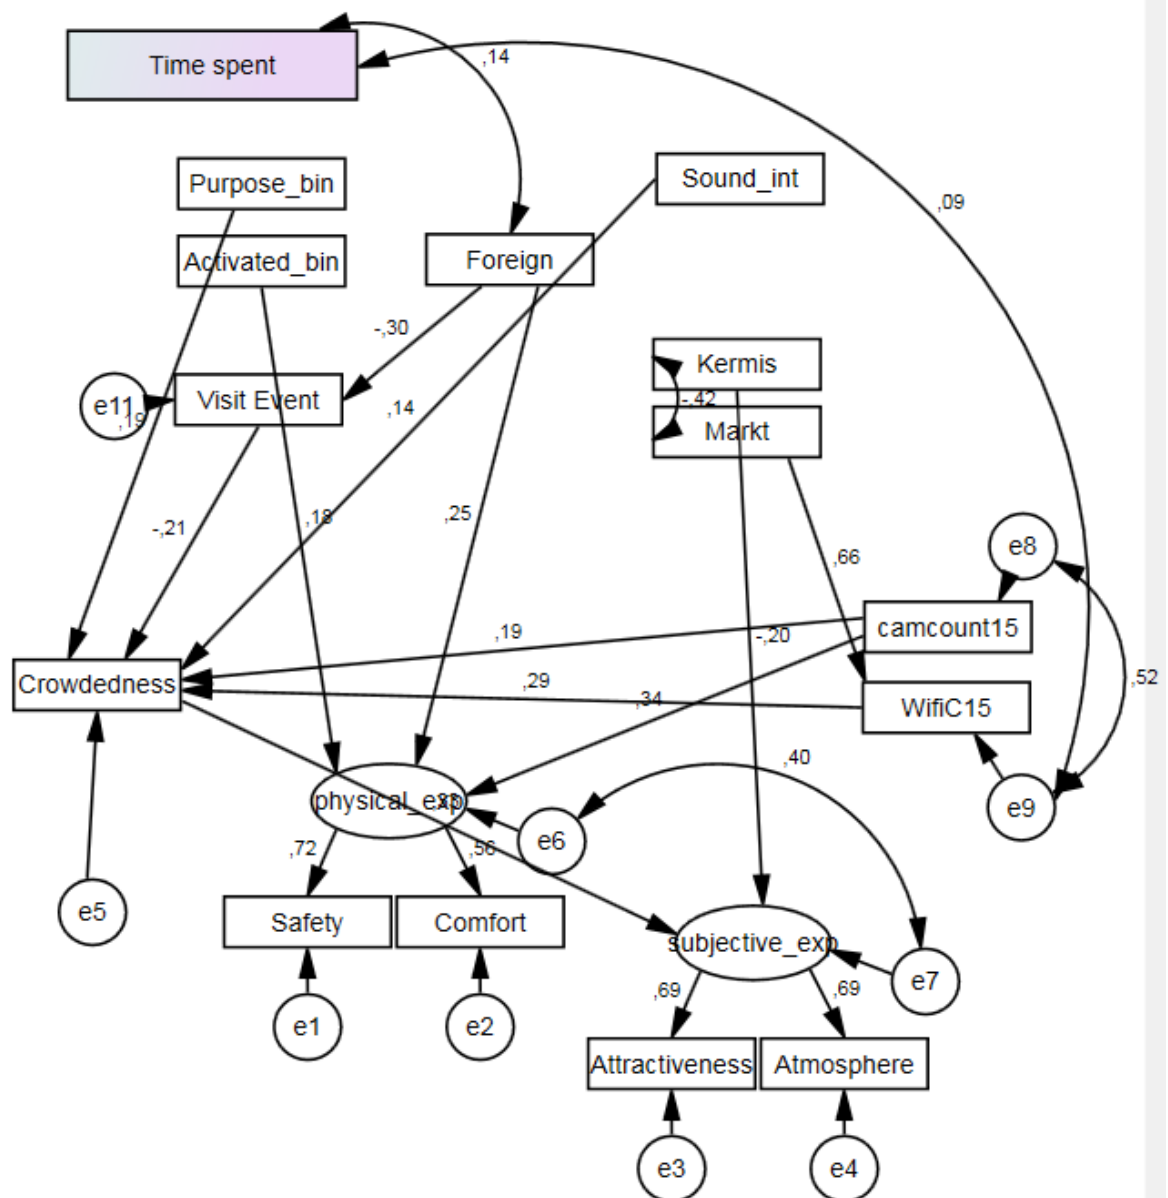 Time spent
,14
Purpose_bin
Sound_int
,09
Activated_bin
Foreign
-,30
Kermis
e11
Visit Event
-,42
,19
,14
Markt
-,21
,18
,25
e8
,66
camcount15
,19
-,20
Crowdedness
,29
,34
,52
WifiC15
,40
physical_exp
e9
e6
,72
,56
e5
Safety
Comfort
subjective_exp
e7
,69
,69
e1
e2
Attractiveness
Atmosphere
e3
e4